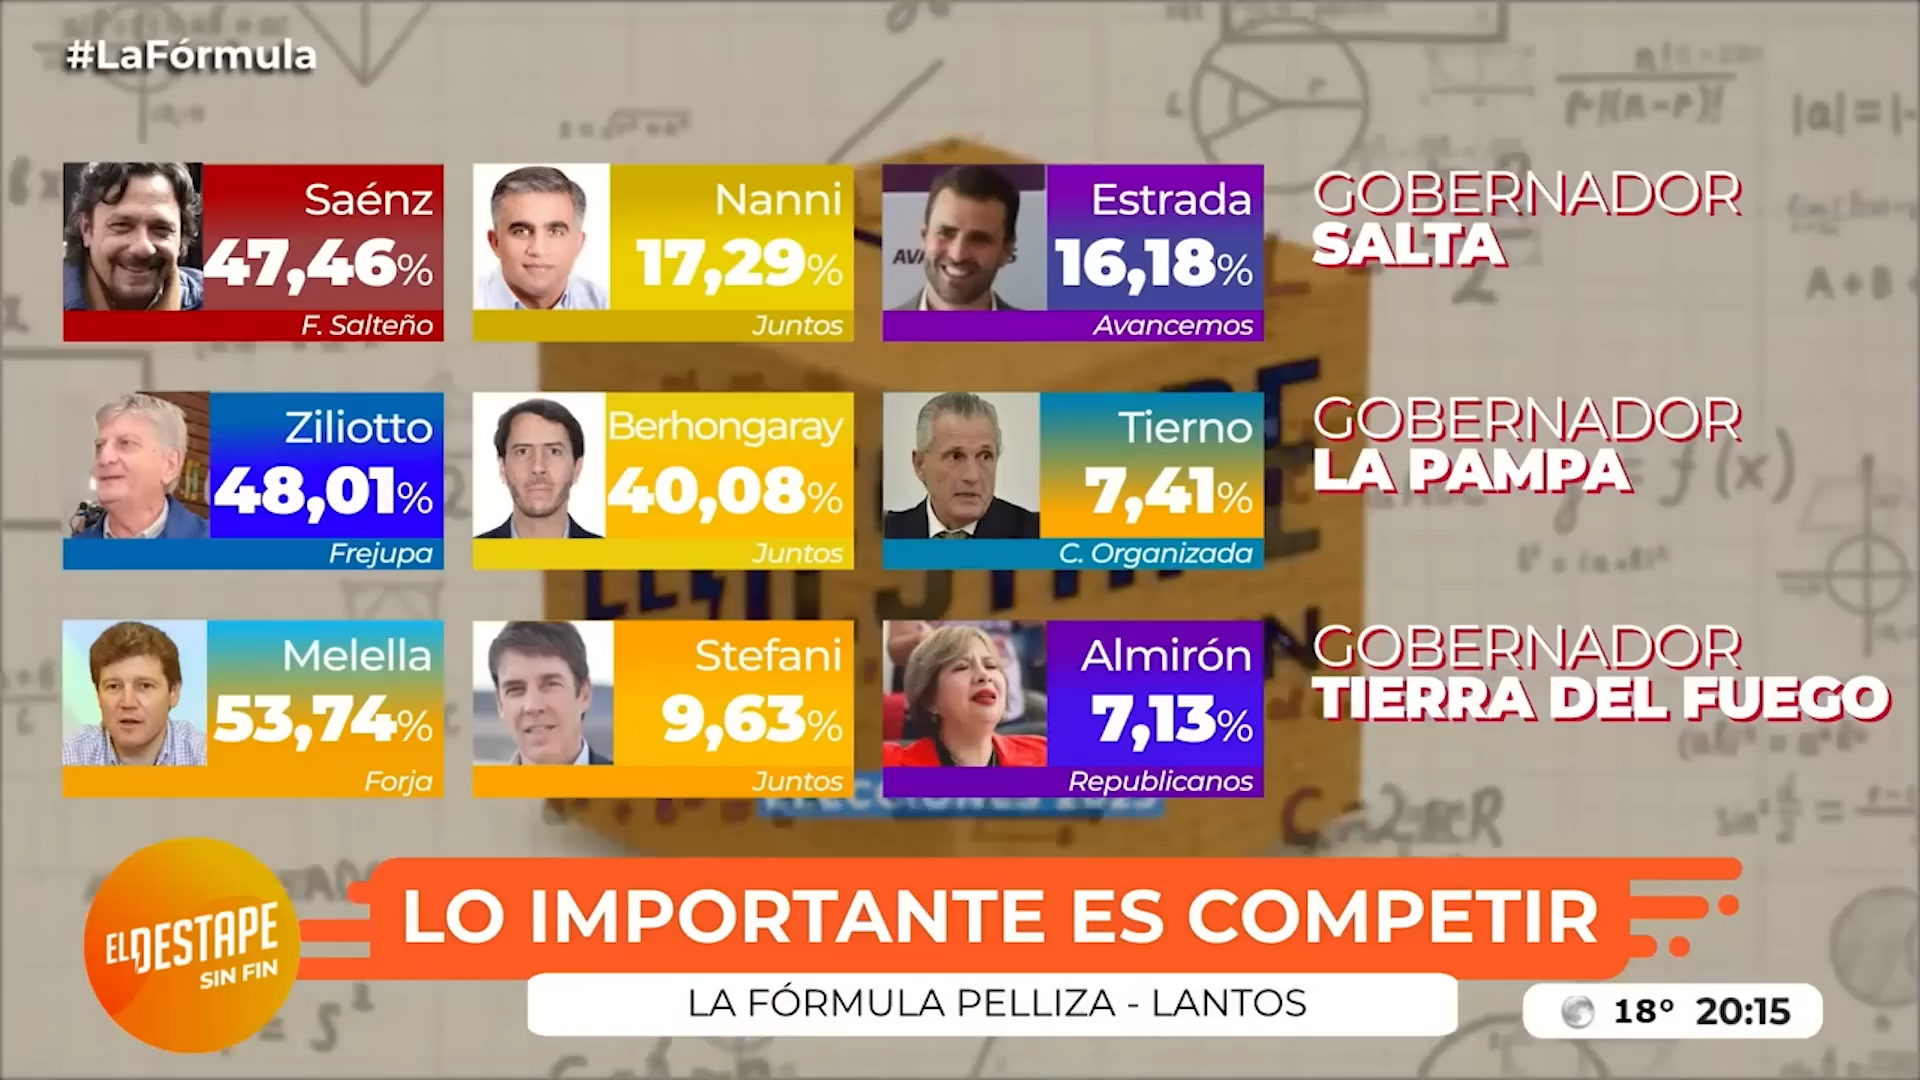 #LaFórmula
Saénz
47,46%
F. Salteño
Nanni
17,29%
Juntos
Estrada
16,18%
Avancemos
GOBERNADOR
SALTA
Ziliotto
48,01%
Frejupa
Berhongaray
40,08%
Juntos
Tierno
7,41%
C. Organizada
GOBERNADOR
LA PAMPA
Melella
53,74%
Forja
Stefani
9,63%
Juntos
Almirón
7,13%
Republicanos
GOBERNADOR
TIERRA DEL FUEGO
EL DESTAPE
SIN FIN
LO IMPORTANTE ES COMPETIR
LA FÓRMULA PELLIZA - LANTOS
18° 20:15